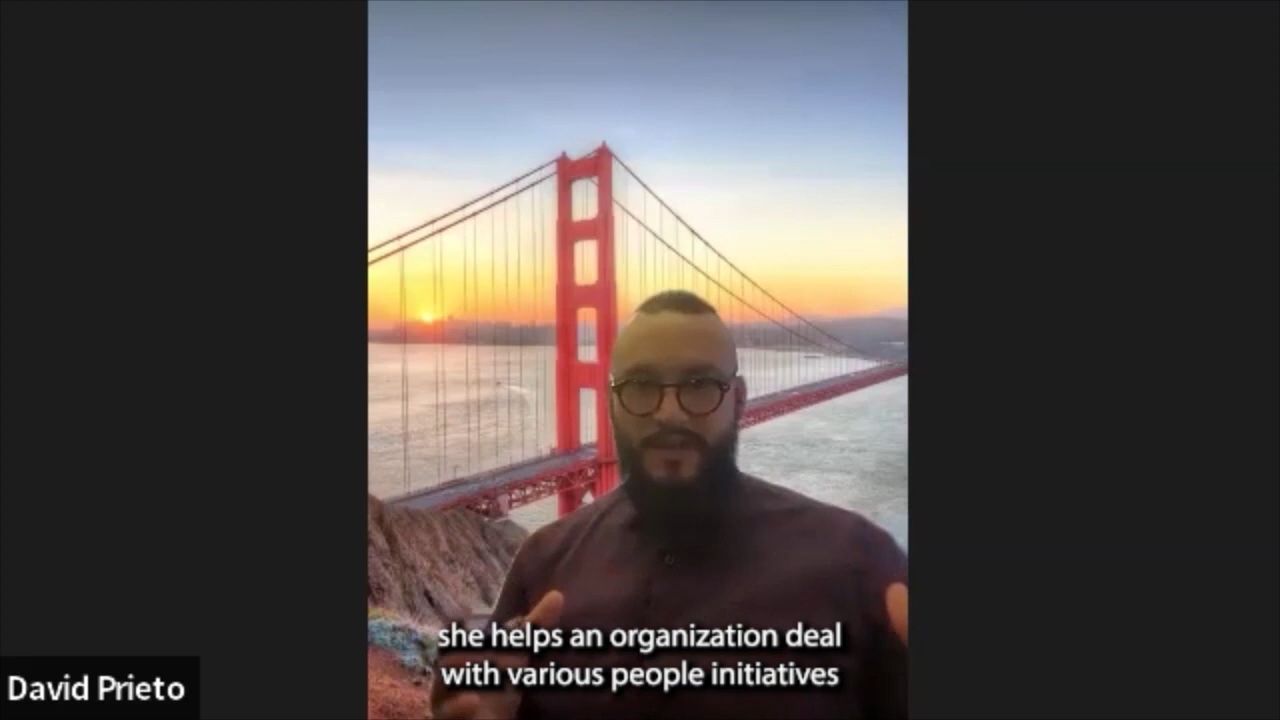 she helps an organization deal
with various people initiatives
David Prieto